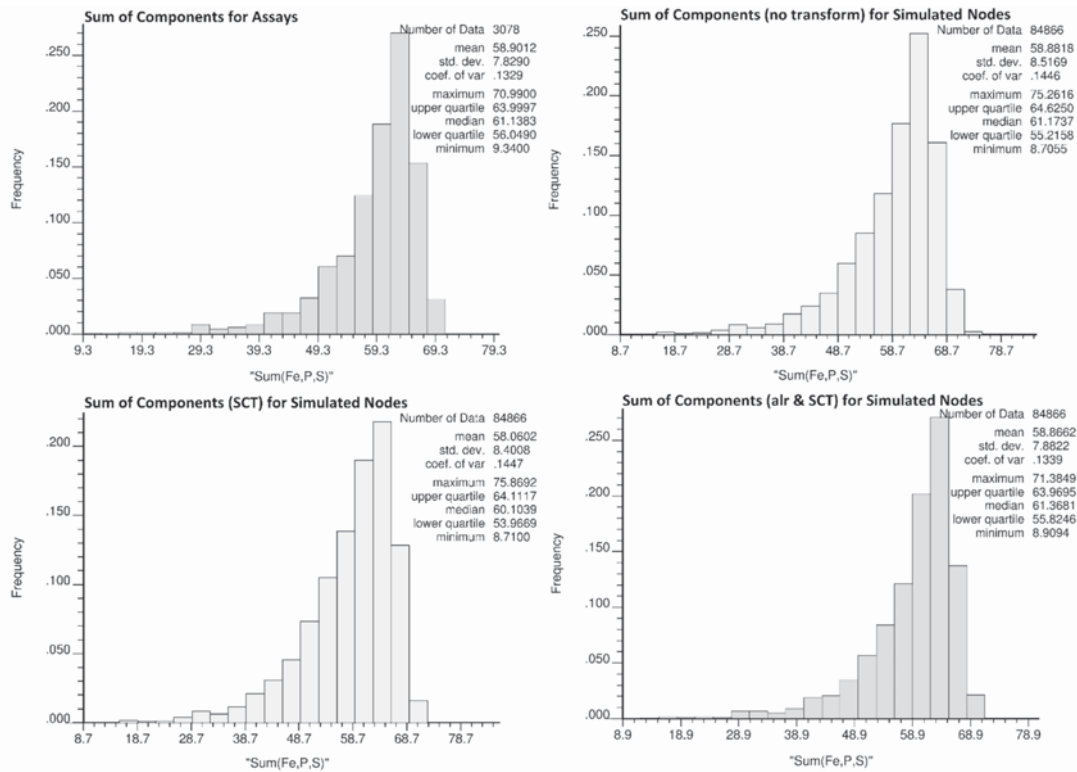 Sum of Components for Assays
Number of Data 3078
mean 58.9012
std. dev. 7.8290
coef. of var .1329
maximum 70.9900
upper quartile 63.9997
median 61.1383
lower quartile 56.0490
minimum 9.3400
Frequency
.250
.200
.150
.100
.050
.000
9.3 19.3 29.3 39.3 49.3 59.3 69.3 79.3
"Sum(Fe,P,S)"
Sum of Components (no transform) for Simulated Nodes
Number of Data 84866
mean 58.8818
std. dev. 8.5169
coef. of var .1446
maximum 75.2616
upper quartile 64.6250
median 61.1737
lower quartile 55.2158
minimum 8.7055
Frequency
.250
.200
.150
.100
.050
.000
8.7 18.7 28.7 38.7 48.7 58.7 68.7 78.7
"Sum(Fe,P,S)"
Sum of Components (SCT) for Simulated Nodes
Number of Data 84866
mean 58.0602
std. dev. 8.4008
coef. of var .1447
maximum 75.8692
upper quartile 64.1117
median 60.1039
lower quartile 53.9669
minimum 8.7100
Frequency
.200
.150
.100
.050
.000
8.7 18.7 28.7 38.7 48.7 58.7 68.7 78.7
"Sum(Fe,P,S)"
Sum of Components (alr & SCT) for Simulated Nodes
Number of Data 84866
mean 58.8662
std. dev. 7.8822
coef. of var .1339
maximum 71.3849
upper quartile 63.9695
median 61.3681
lower quartile 55.8246
minimum 8.9094
Frequency
.250
.200
.150
.100
.050
.000
8.9 18.9 28.9 38.9 48.9 58.9 68.9 78.9
"Sum(Fe,P,S)"